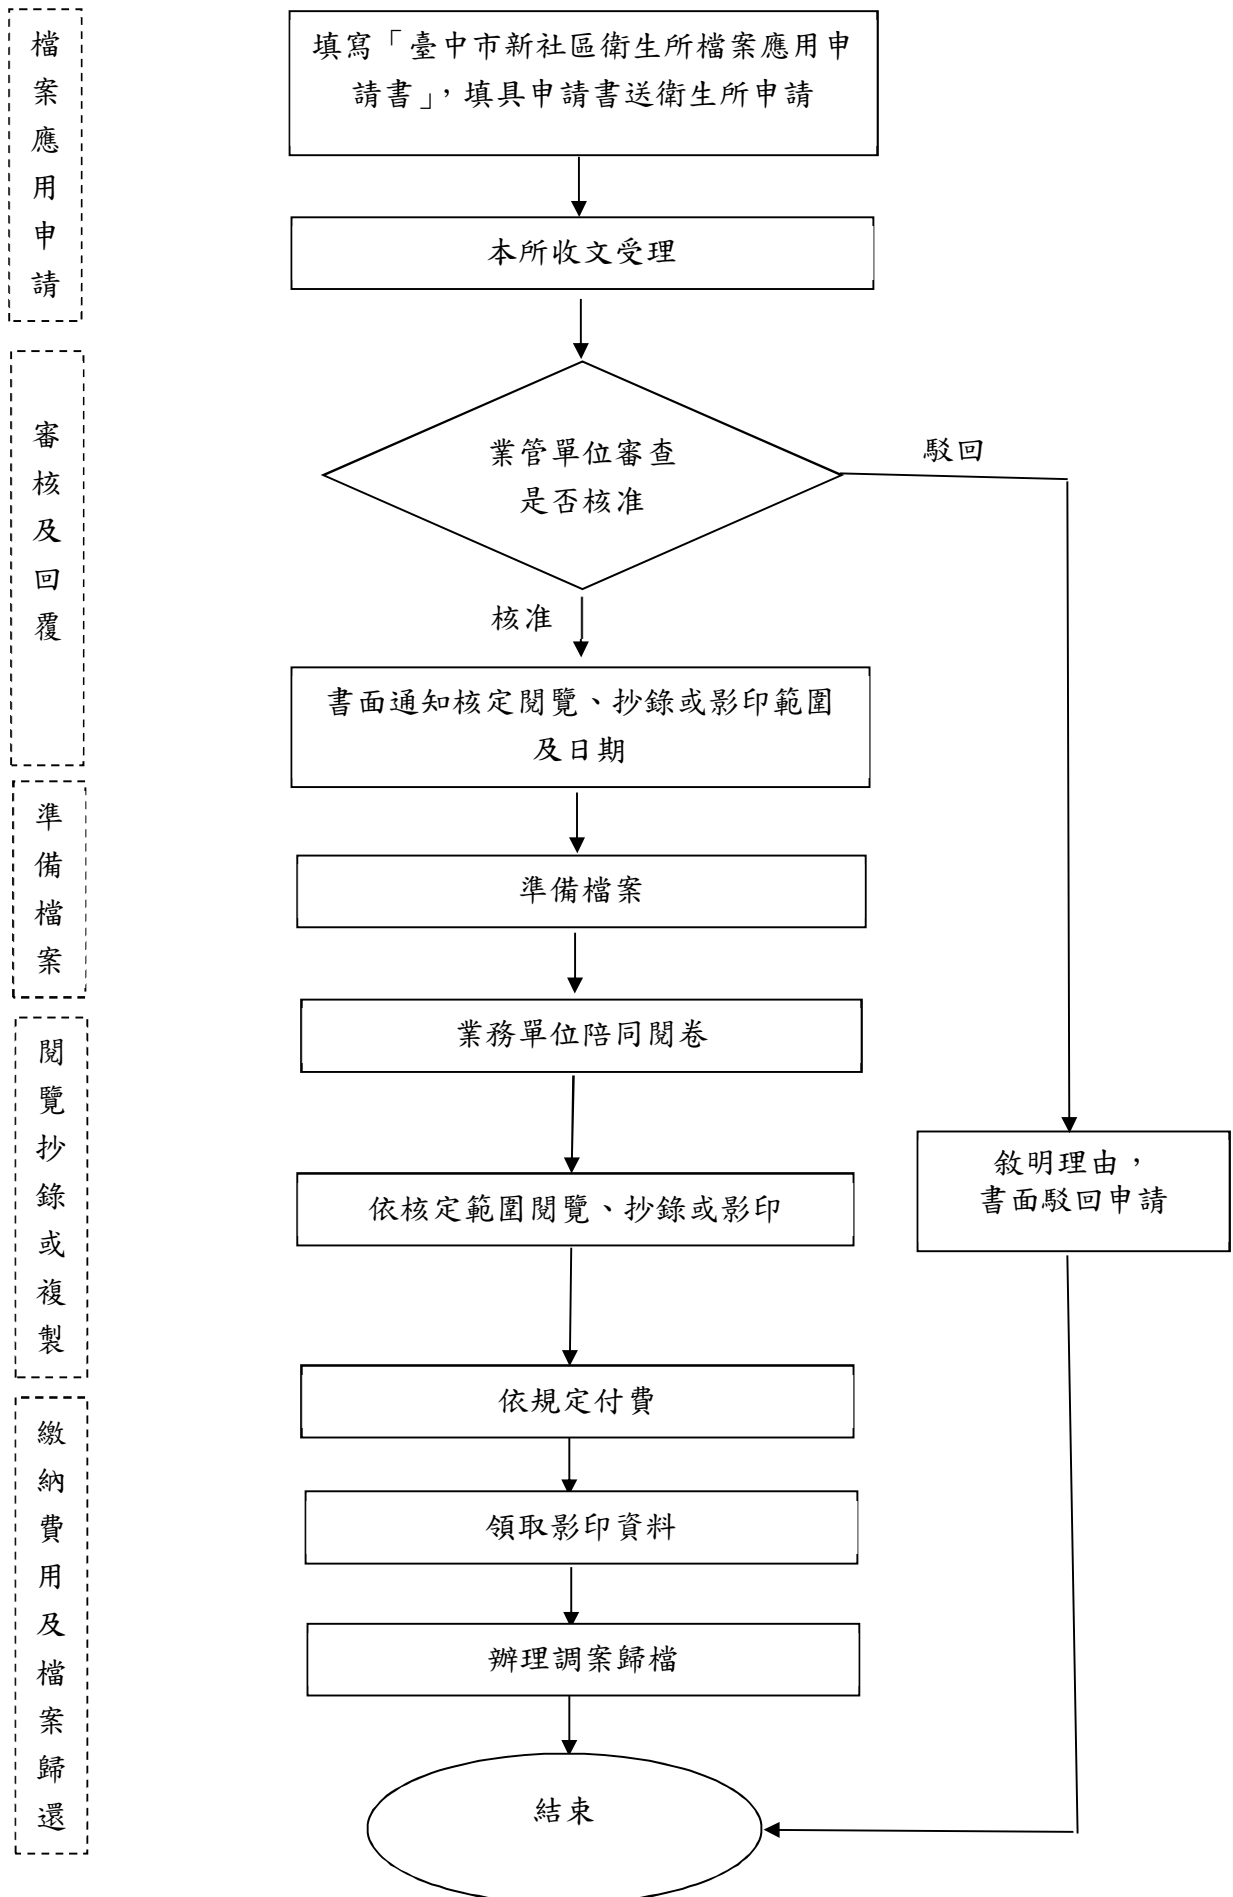 檔案應用申請
填寫「臺中市新社區衛生所檔案應用申
請書」，填具申請書送衛生所申請
本所收文受理
審核及回覆
業管單位審查
是否核准
駁回
核准
書面通知核定閱覽、抄錄或影印範圍
及日期
準備檔案
準備檔案
閱覽抄錄或複製
業務單位陪同閱卷
依核定範圍閱覽、抄錄或影印
敘明理由，
書面駁回申請
繳納費用及檔案歸還
依規定付費
領取影印資料
辦理調案歸檔
結束